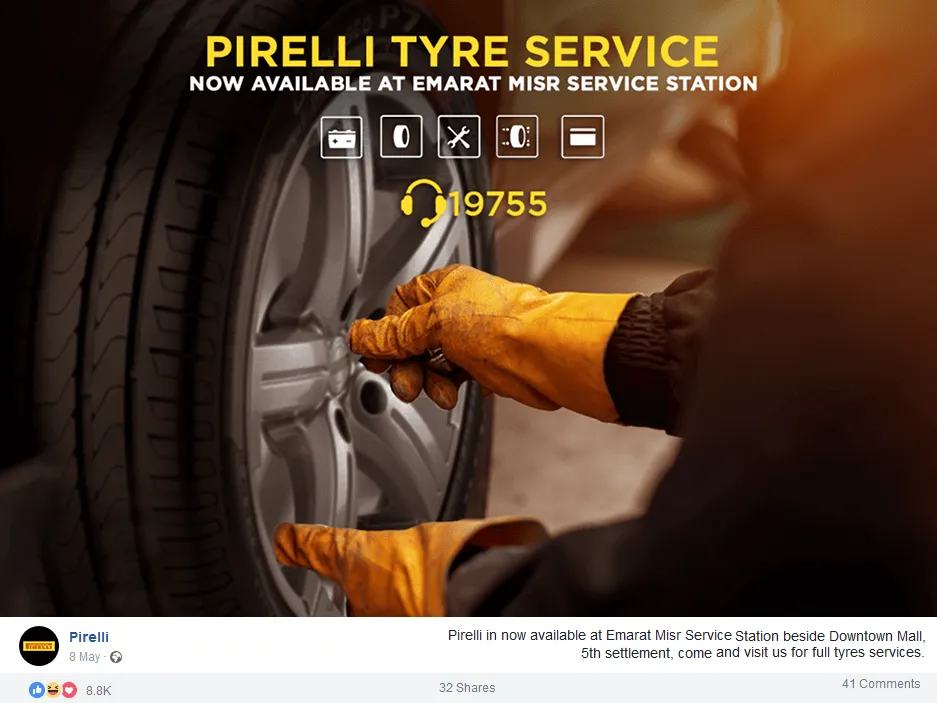 PIRELLI TYRE SERVICE
NOW AVAILABLE AT EMARAT MISR SERVICE STATION
19755
Pirelli
8 May ·
Pirelli in now available at Emarat Misr Service Station beside Downtown Mall,
5th settlement, come and visit us for full tyres services.
8.8K
32 Shares
41 Comments